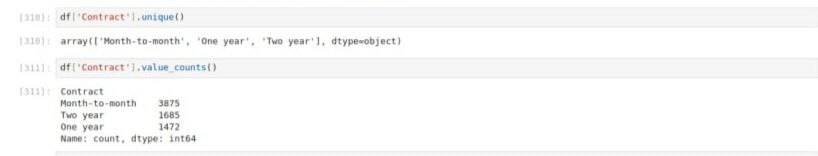 [310]: df['Contract'].unique()
[310]: array(['Month-to-month', 'One year', 'Two year'], dtype=object)
[311]: df['Contract'].value_counts()
[311]: Contract
Month-to-month    3875
Two year          1685
One year          1472
Name: count, dtype: int64